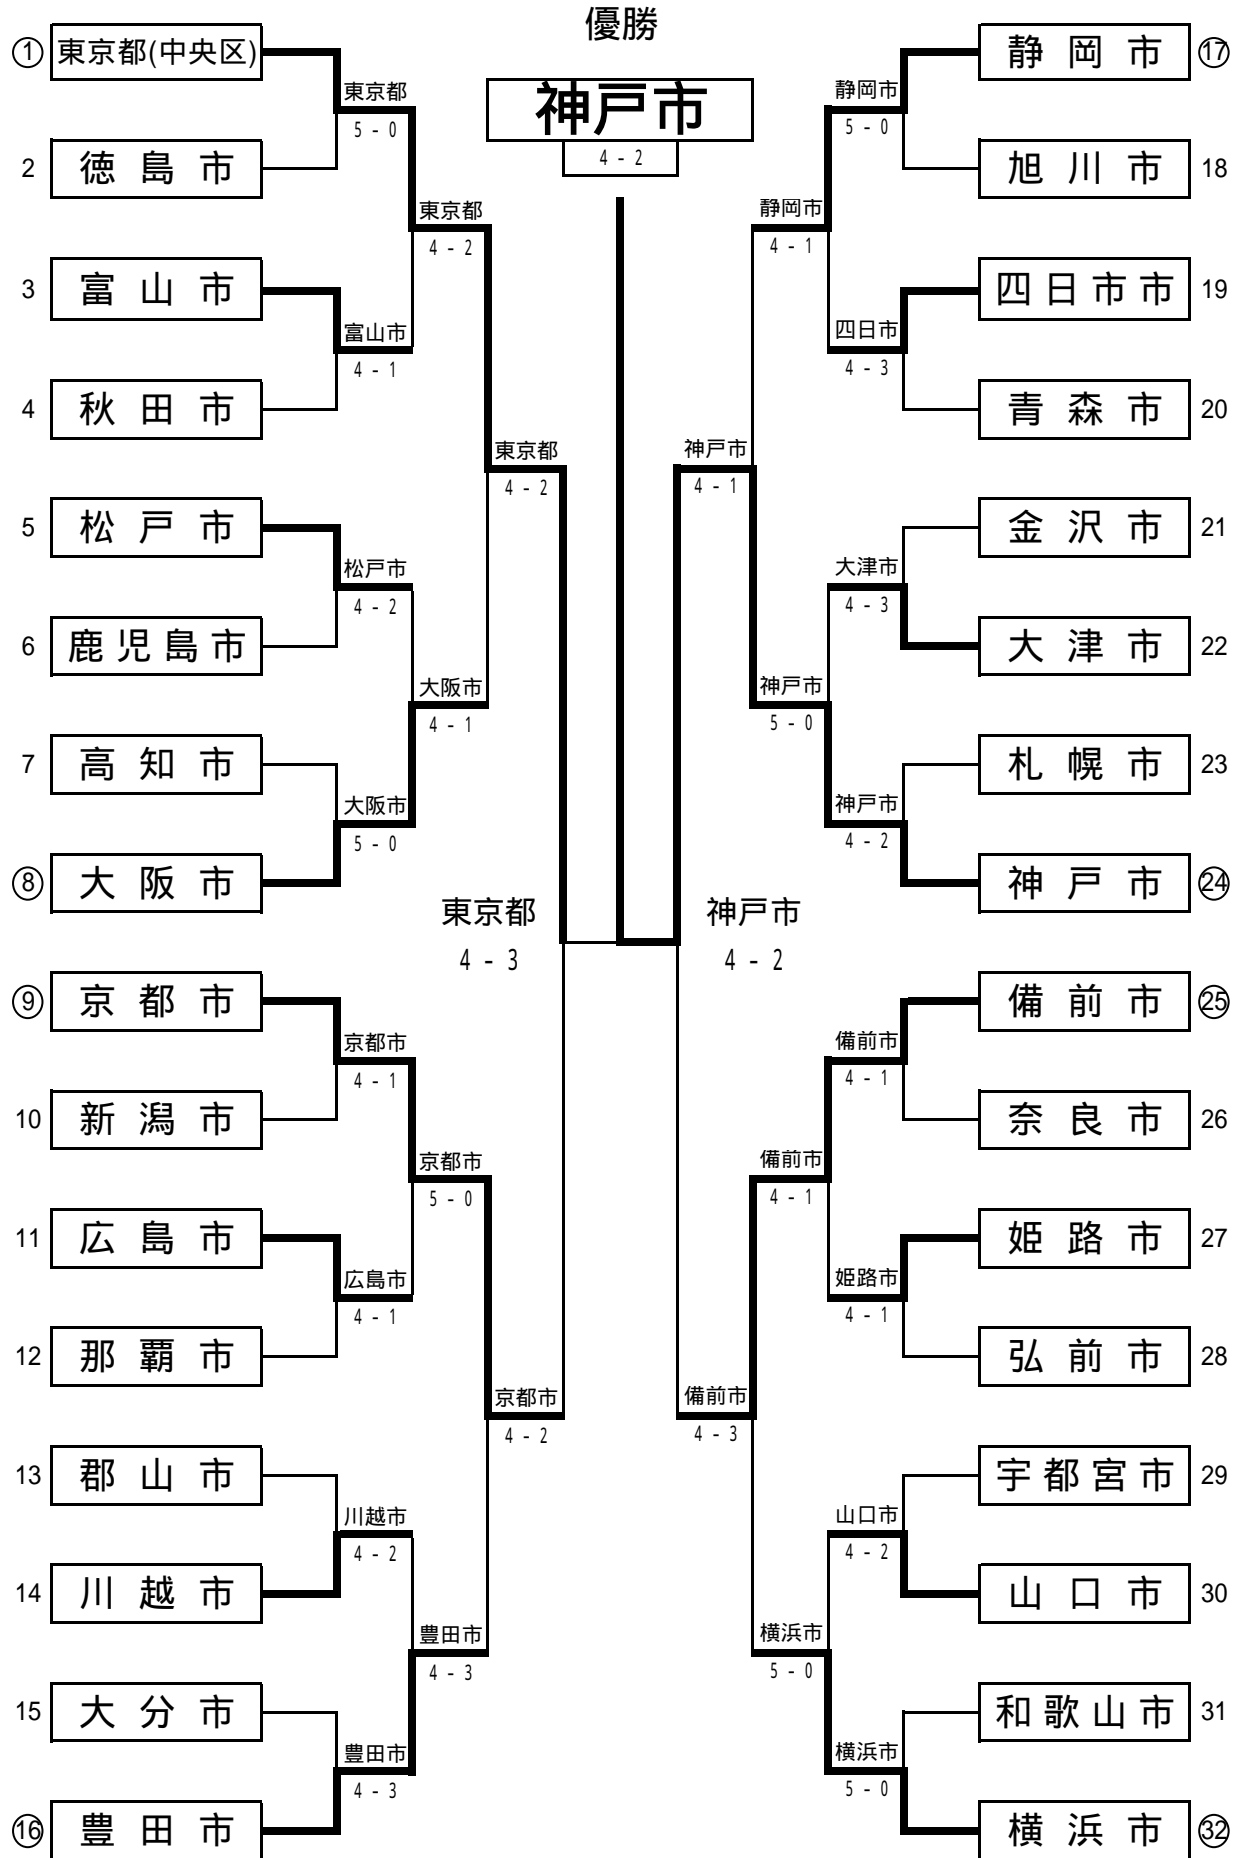 優勝
神戸市
4 - 2
① 東京都(中央区)
東京都
5 - 0
2 徳島市
東京都
4 - 2
3 富山市
富山市
4 - 1
4 秋田市
東京都
4 - 2
5 松戸市
松戸市
4 - 2
6 鹿児島市
大阪市
4 - 1
7 高知市
大阪市
5 - 0
⑧ 大阪市
東京都
4 - 3
⑨ 京都市
京都市
4 - 1
10 新潟市
京都市
5 - 0
11 広島市
広島市
4 - 1
12 那覇市
京都市
4 - 2
13 郡山市
川越市
4 - 2
14 川越市
豊田市
4 - 3
15 大分市
豊田市
4 - 3
⑯ 豊田市
静岡市 ⑰
静岡市
5 - 0
旭川市 18
静岡市
4 - 1
四日市市 19
四日市
4 - 3
青森市 20
神戸市
4 - 1
金沢市 21
大津市
4 - 3
大津市 22
神戸市
5 - 0
札幌市 23
神戸市
4 - 2
神戸市 ㉔
神戸市
4 - 2
備前市 ㉕
備前市
4 - 1
奈良市 26
備前市
4 - 1
姫路市 27
姫路市
4 - 1
弘前市 28
備前市
4 - 3
宇都宮市 29
山口市
4 - 2
山口市 30
横浜市
5 - 0
和歌山市 31
横浜市
5 - 0
横浜市 ㉜